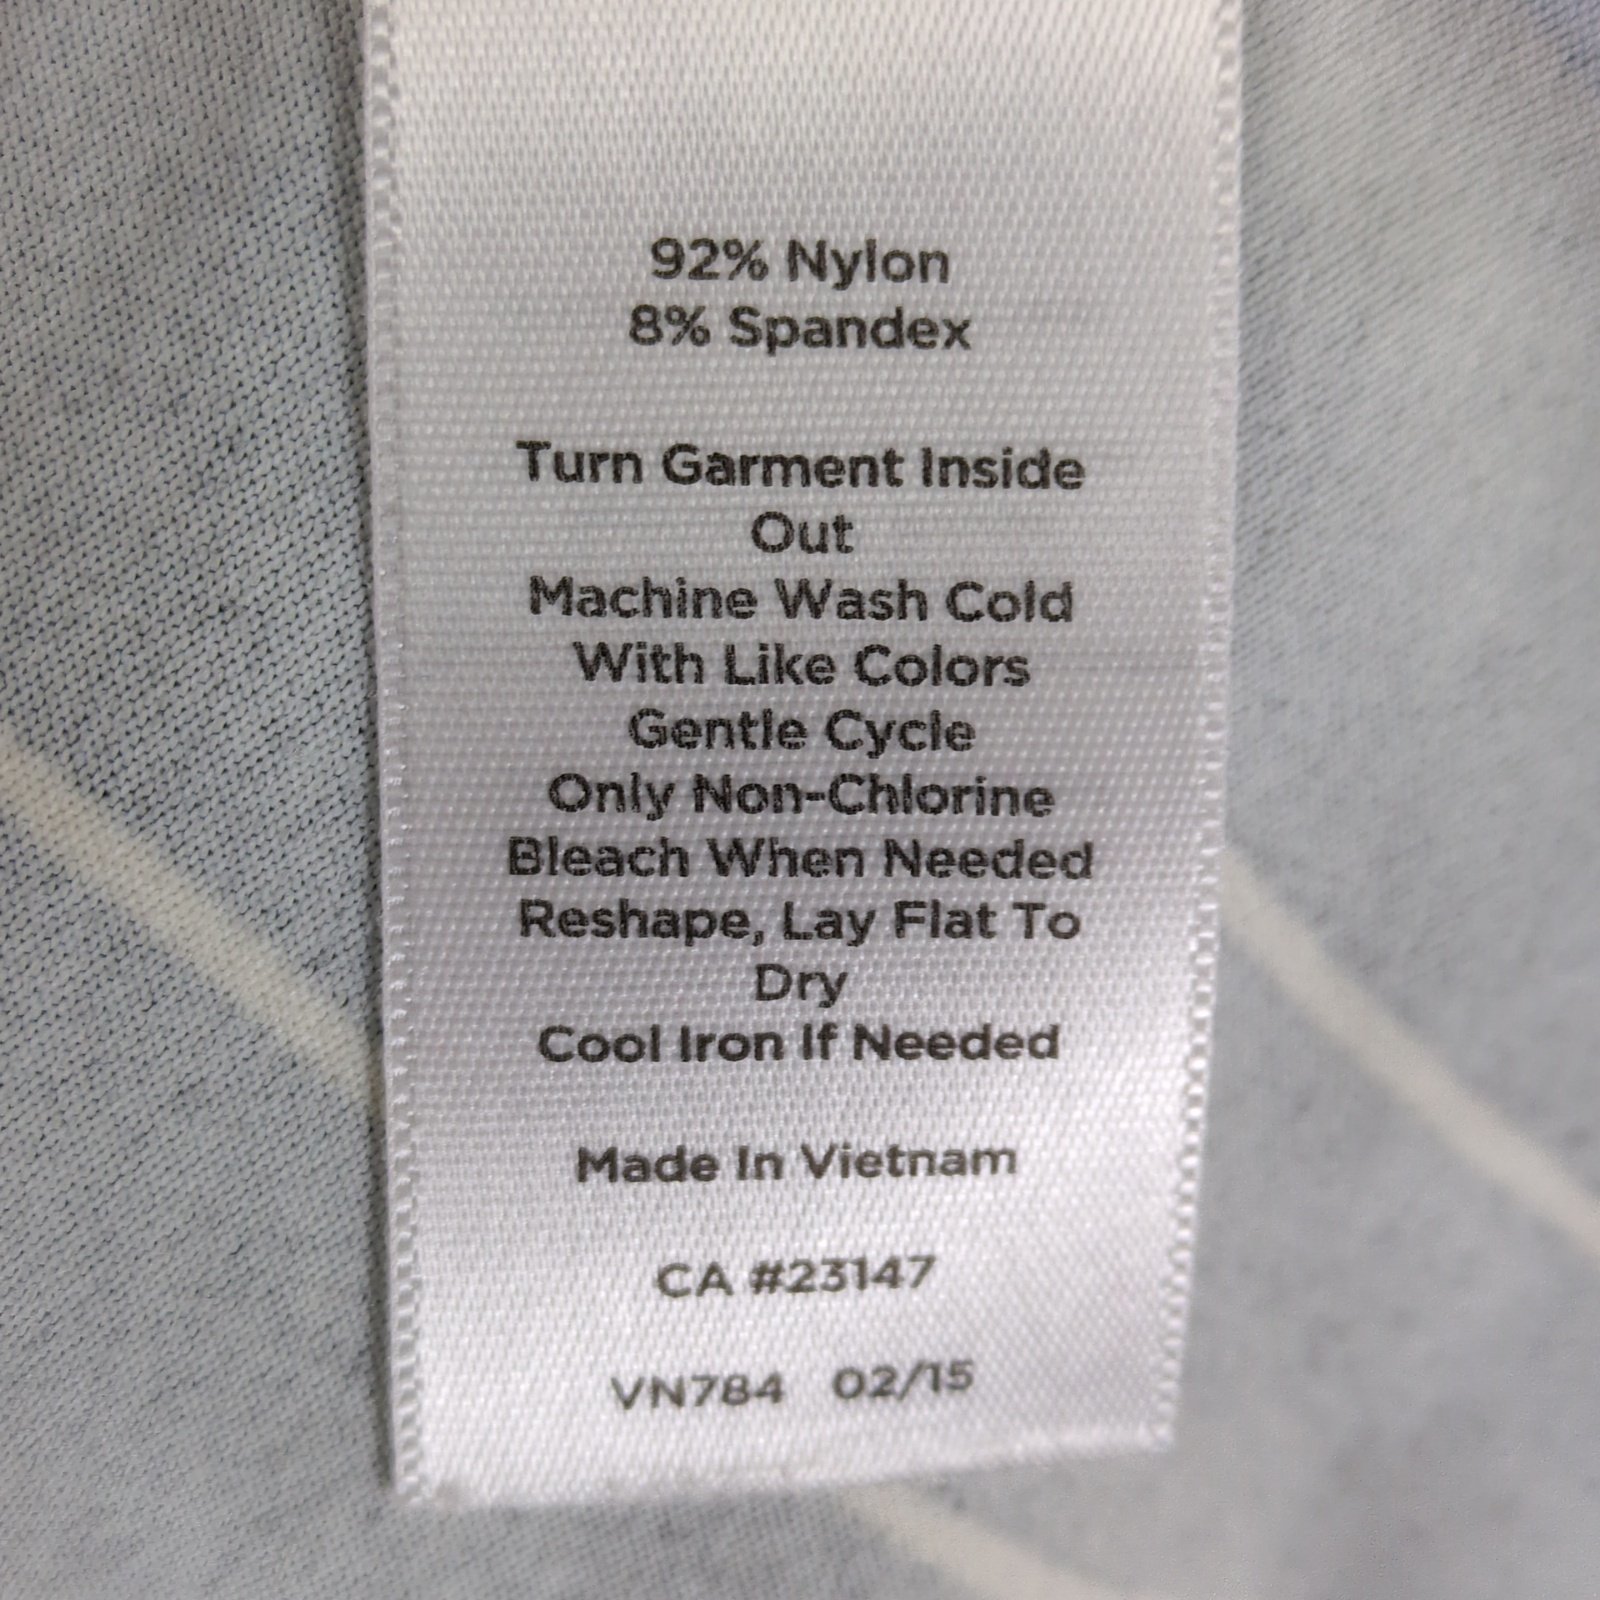 92% Nylon
8% Spandex
Turn Garment Inside
Out
Machine Wash Cold
With Like Colors
Gentle Cycle
Only Non-Chlorine
Bleach When Needed
Reshape, Lay Flat To
Dry
Cool Iron If Needed
Made In Vietnam
CA #23147
VN784 02/15